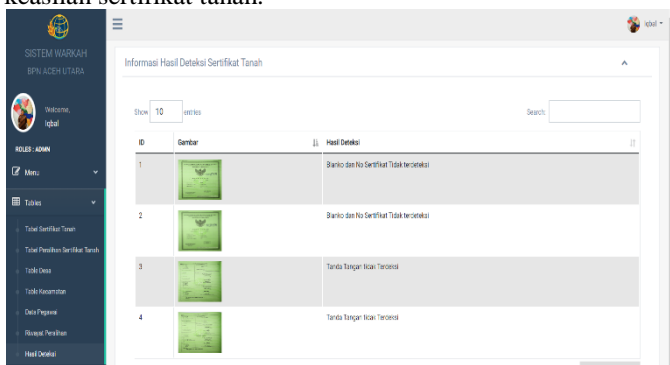 keaslian sertifikat tanah.
SISTEM WARKAH
BPN ACEH UTARA
Welcome,
Iqbal
ROLES : ADMIN
Menu
Tables
Tabel Sertifikat Tanah
Tabel Peralihan Sertifikat Tanah
Table Desa
Table Kecamatan
Data Pegawai
Riwayat Peralihan
Hasil Deteksi
Iqbal
Informasi Hasil Deteksi Sertifikat Tanah
Show 10 entries
Search:
ID Gambar Hasil Deteksi
1 Blanko dan No Sertifikat Tidak terdeteksi
2 Blanko dan No Sertifikat Tidak terdeteksi
3 Tanda Tangan Tidak Terdeteksi
4 Tanda Tangan Tidak Terdeteksi